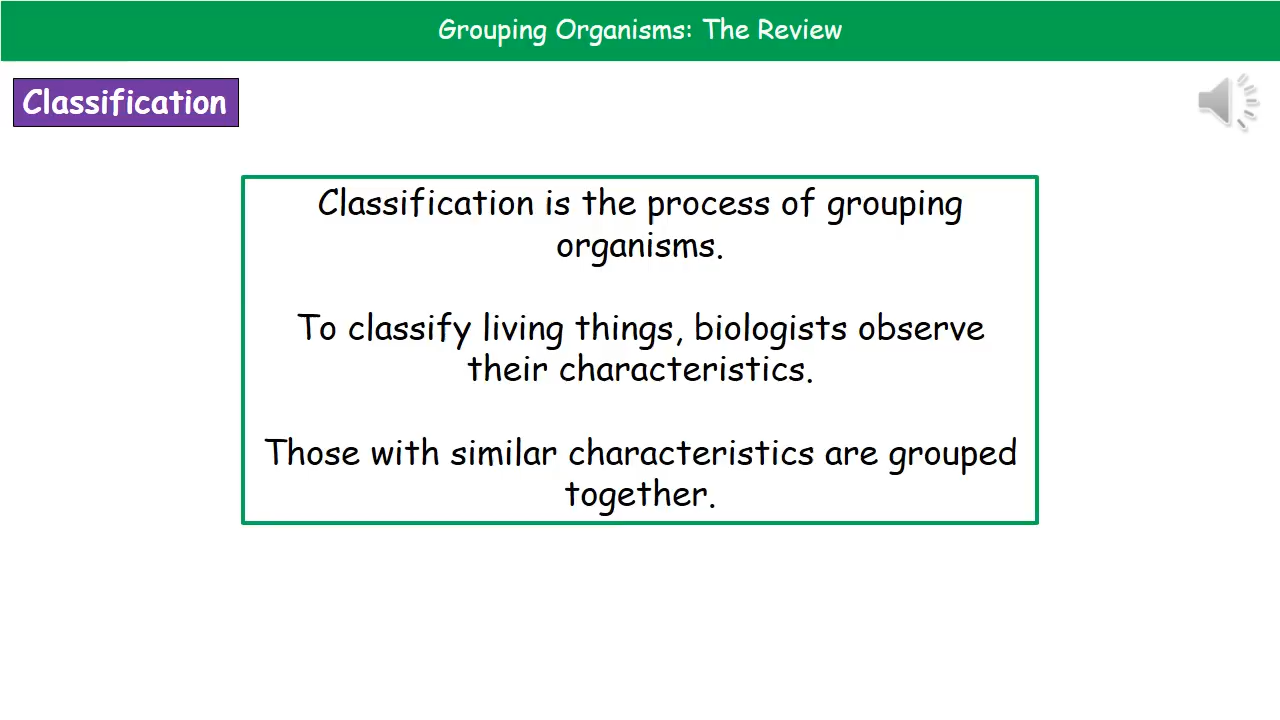 Grouping Organisms: The Review
Classification
Classification is the process of grouping
organisms.
To classify living things, biologists observe
their characteristics.
Those with similar characteristics are grouped
together.